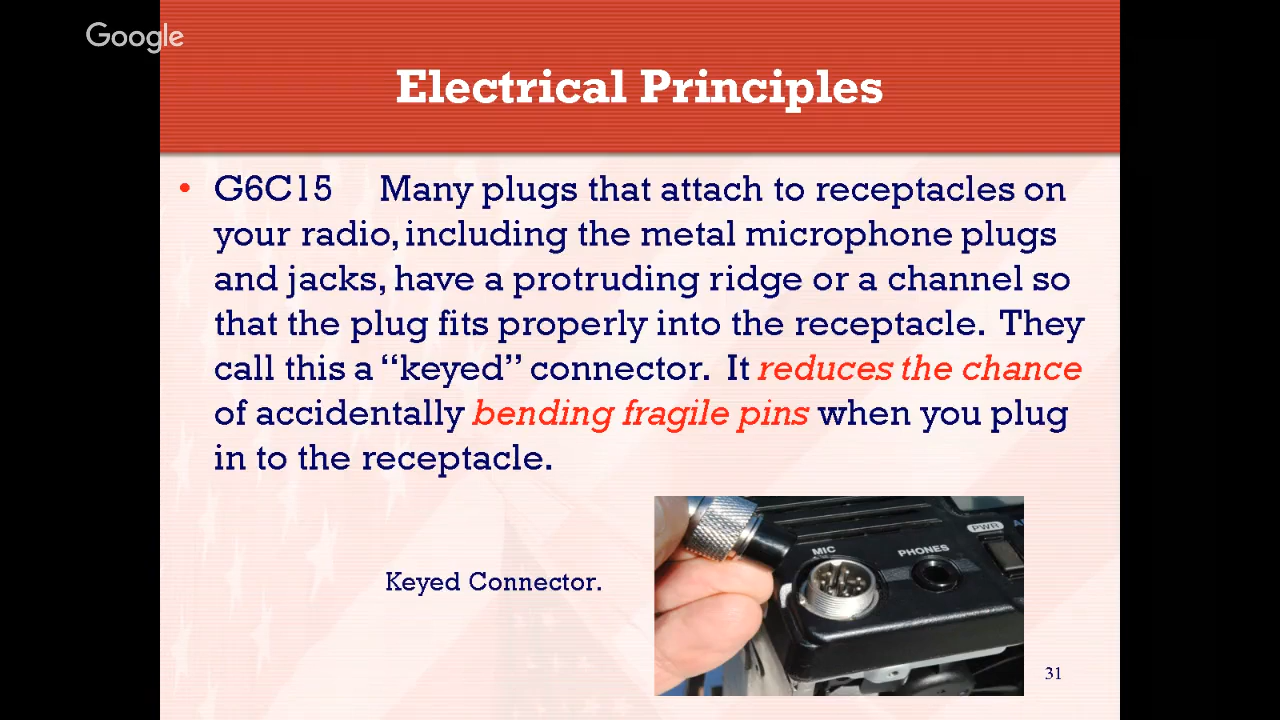 Google
Electrical Principles
• G6C15 Many plugs that attach to receptacles on
your radio, including the metal microphone plugs
and jacks, have a protruding ridge or a channel so
that the plug fits properly into the receptacle. They
call this a “keyed” connector. It reduces the chance
of accidentally bending fragile pins when you plug
in to the receptacle.
MIC
PHONES
PWR
Keyed Connector.
31